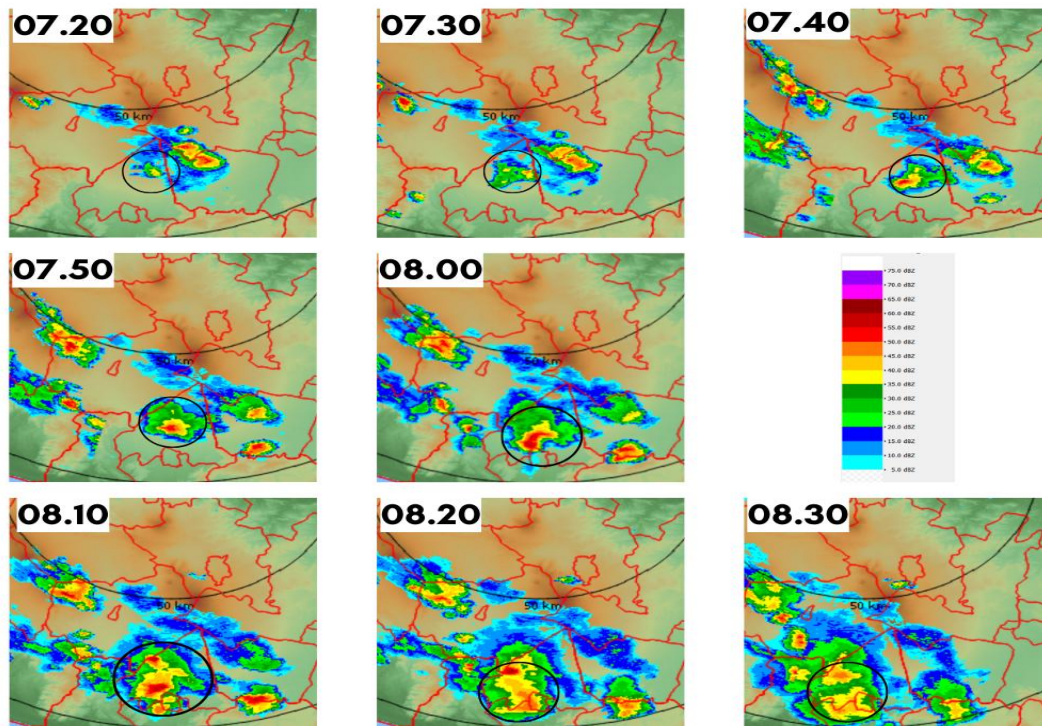 07.20
07.30
07.40
50 km
50 km
50 km
07.50
08.00
75.0 dBZ
70.0 dBZ
65.0 dBZ
60.0 dBZ
55.0 dBZ
50.0 dBZ
45.0 dBZ
40.0 dBZ
35.0 dBZ
30.0 dBZ
25.0 dBZ
20.0 dBZ
15.0 dBZ
10.0 dBZ
5.0 dBZ
50 km
50 km
08.10
08.20
08.30
50 km
50 km
50 km